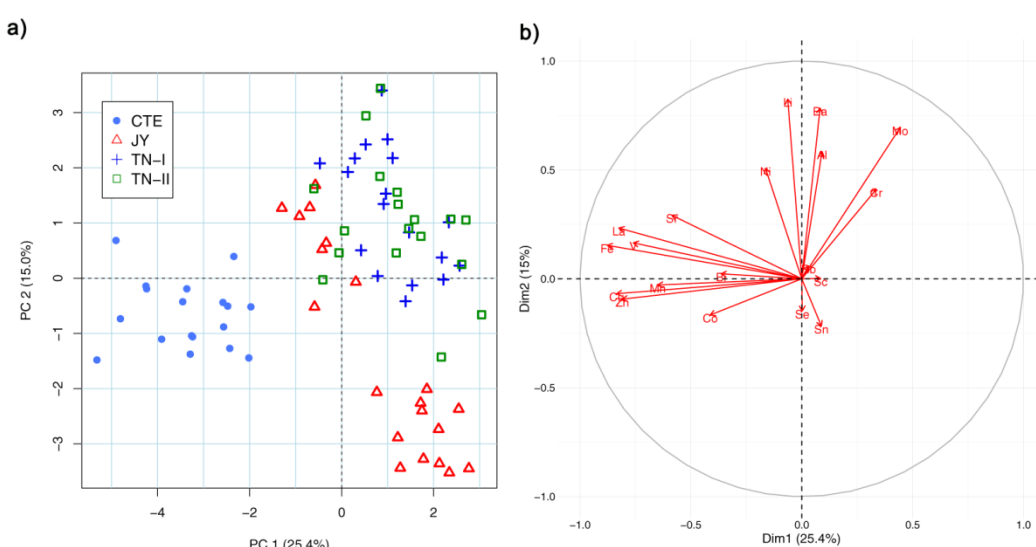 a)
CTE
JY
TN-I
TN-II
3
2
1
0
-1
-2
-3
PC 2 (15.0%)
-4
-2
0
2
PC 1 (25.4%)
b)
1.0
0.5
0.0
-0.5
-1.0
Dim2 (15%)
Mo
Al
Ni
Cr
Sr
La
Fe
V
Sc
Mn
Zn
Co
Se
Sn
-1.0
-0.5
0.0
0.5
1.0
Dim1 (25.4%)